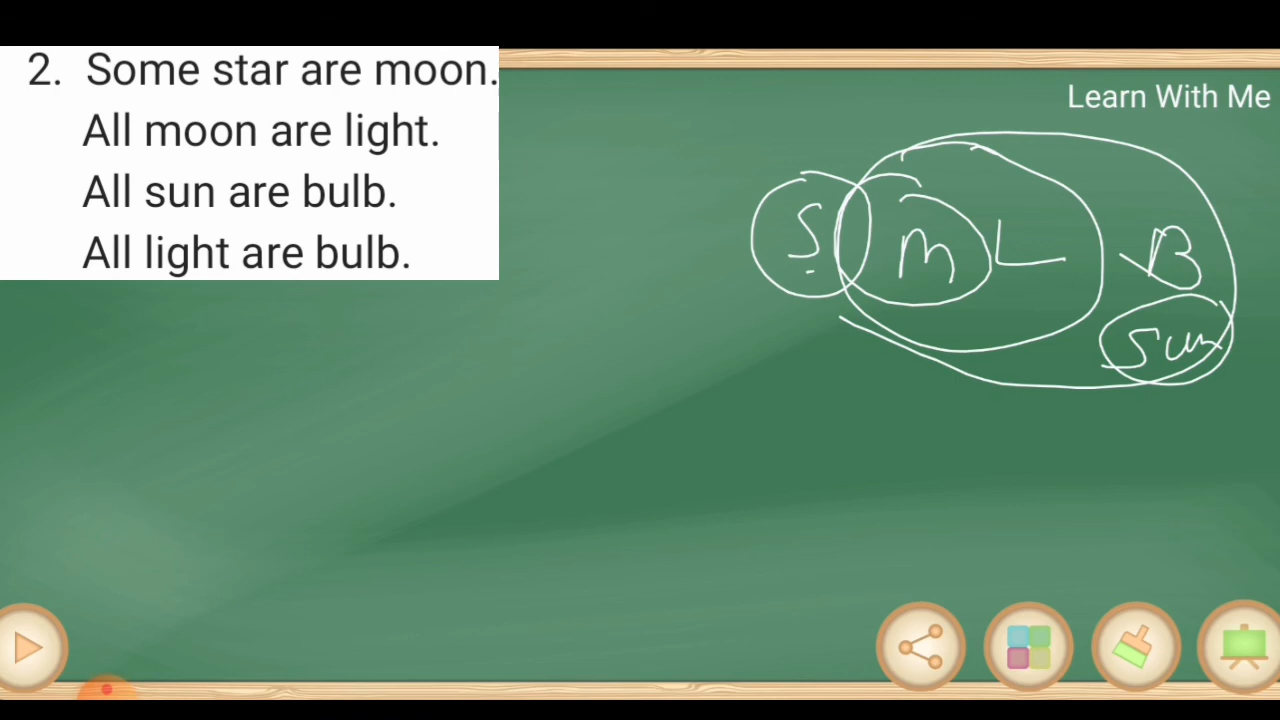 2. Some star are moon.
All moon are light.
All sun are bulb.
All light are bulb.
Learn With Me
S m L B
sun